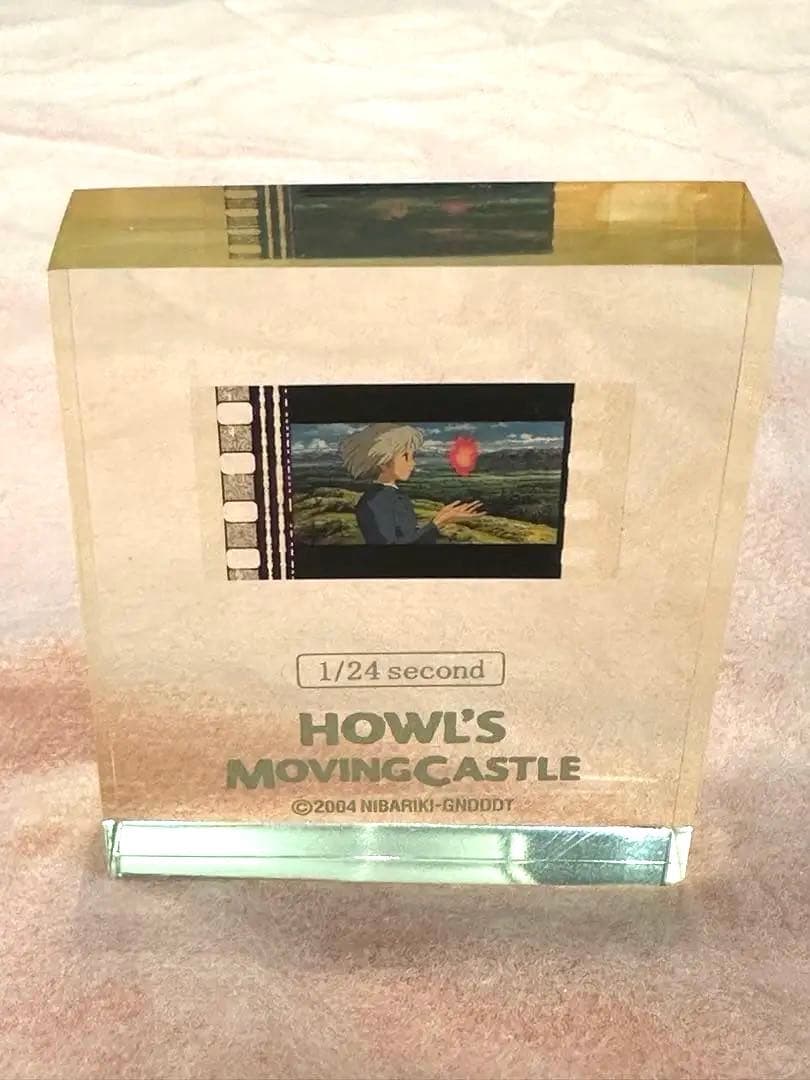 1/24 second
HOWL'S
MOVINGCASTLE
©2004 NIBARIKI-GNDDDT